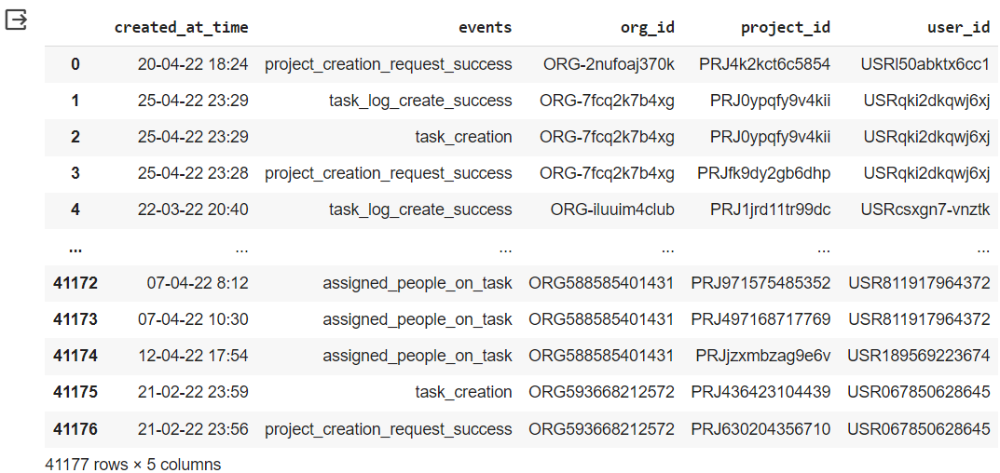 created_at_time events org_id project_id user_id
0 20-04-22 18:24 project_creation_request_success ORG-2nufoaj370k PRJ4k2kct6c5854 USRl50abktx6cc1
1 25-04-22 23:29 task_log_create_success ORG-7fcq2k7b4xg PRJ0ypqfy9v4kii USRqki2dkqwj6xj
2 25-04-22 23:29 task_creation ORG-7fcq2k7b4xg PRJ0ypqfy9v4kii USRqki2dkqwj6xj
3 25-04-22 23:28 project_creation_request_success ORG-7fcq2k7b4xg PRJfk9dy2gb6dhp USRqki2dkqwj6xj
4 22-03-22 20:40 task_log_create_success ORG-iluuim4club PRJ1jrd11tr99dc USRcsxgn7-vnztk
... ... ... ... ... ...
41172 07-04-22 8:12 assigned_people_on_task ORG588585401431 PRJ971575485352 USR811917964372
41173 07-04-22 10:30 assigned_people_on_task ORG588585401431 PRJ497168717769 USR811917964372
41174 12-04-22 17:54 assigned_people_on_task ORG588585401431 PRJjzxmbzag9e6v USR189569223674
41175 21-02-22 23:59 task_creation ORG593668212572 PRJ436423104439 USR067850628645
41176 21-02-22 23:56 project_creation_request_success ORG593668212572 PRJ630204356710 USR067850628645
41177 rows × 5 columns